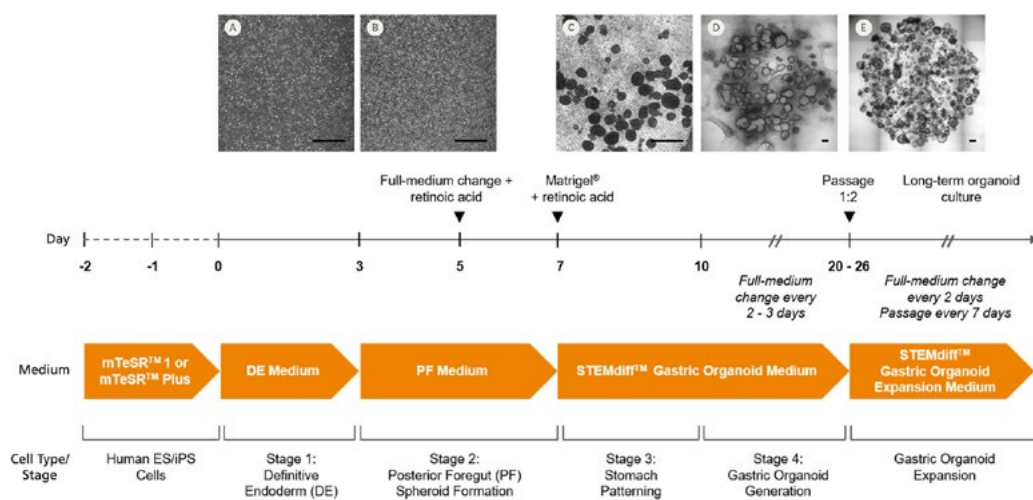 A
B
C
D
E
Full-medium change +
retinoic acid
Matrigel®
+ retinoic acid
Passage
1:2
Long-term organoid
culture
Day
-2
-1
0
3
5
7
10
20 - 26
Full-medium
change every
2 - 3 days
Full-medium change
every 2 days
Passage every 7 days
Medium
mTeSR™ 1 or
mTeSR™ Plus
DE Medium
PF Medium
STEMdiff™ Gastric Organoid Medium
STEMdiff™
Gastric Organoid
Expansion Medium
Cell Type/
Stage
Human ES/iPS
Cells
Stage 1:
Definitive
Endoderm (DE)
Stage 2:
Posterior Foregut (PF)
Spheroid Formation
Stage 3:
Stomach
Patterning
Stage 4:
Gastric Organoid
Generation
Gastric Organoid
Expansion